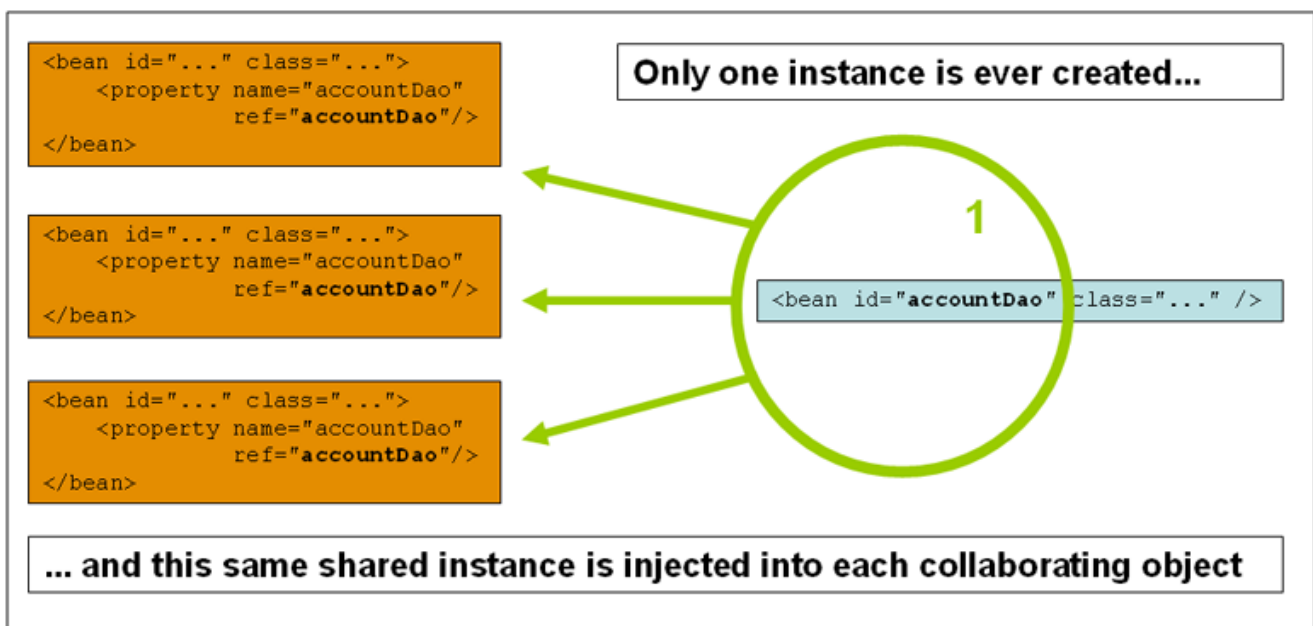 <bean id="..." class="...">
<property name="accountDao"
ref="accountDao"/>
</bean>
Only one instance is ever created...
<bean id="..." class="...">
<property name="accountDao"
ref="accountDao"/>
</bean>
1
<bean id="accountDao" class="..." />
<bean id="..." class="...">
<property name="accountDao"
ref="accountDao"/>
</bean>
... and this same shared instance is injected into each collaborating object